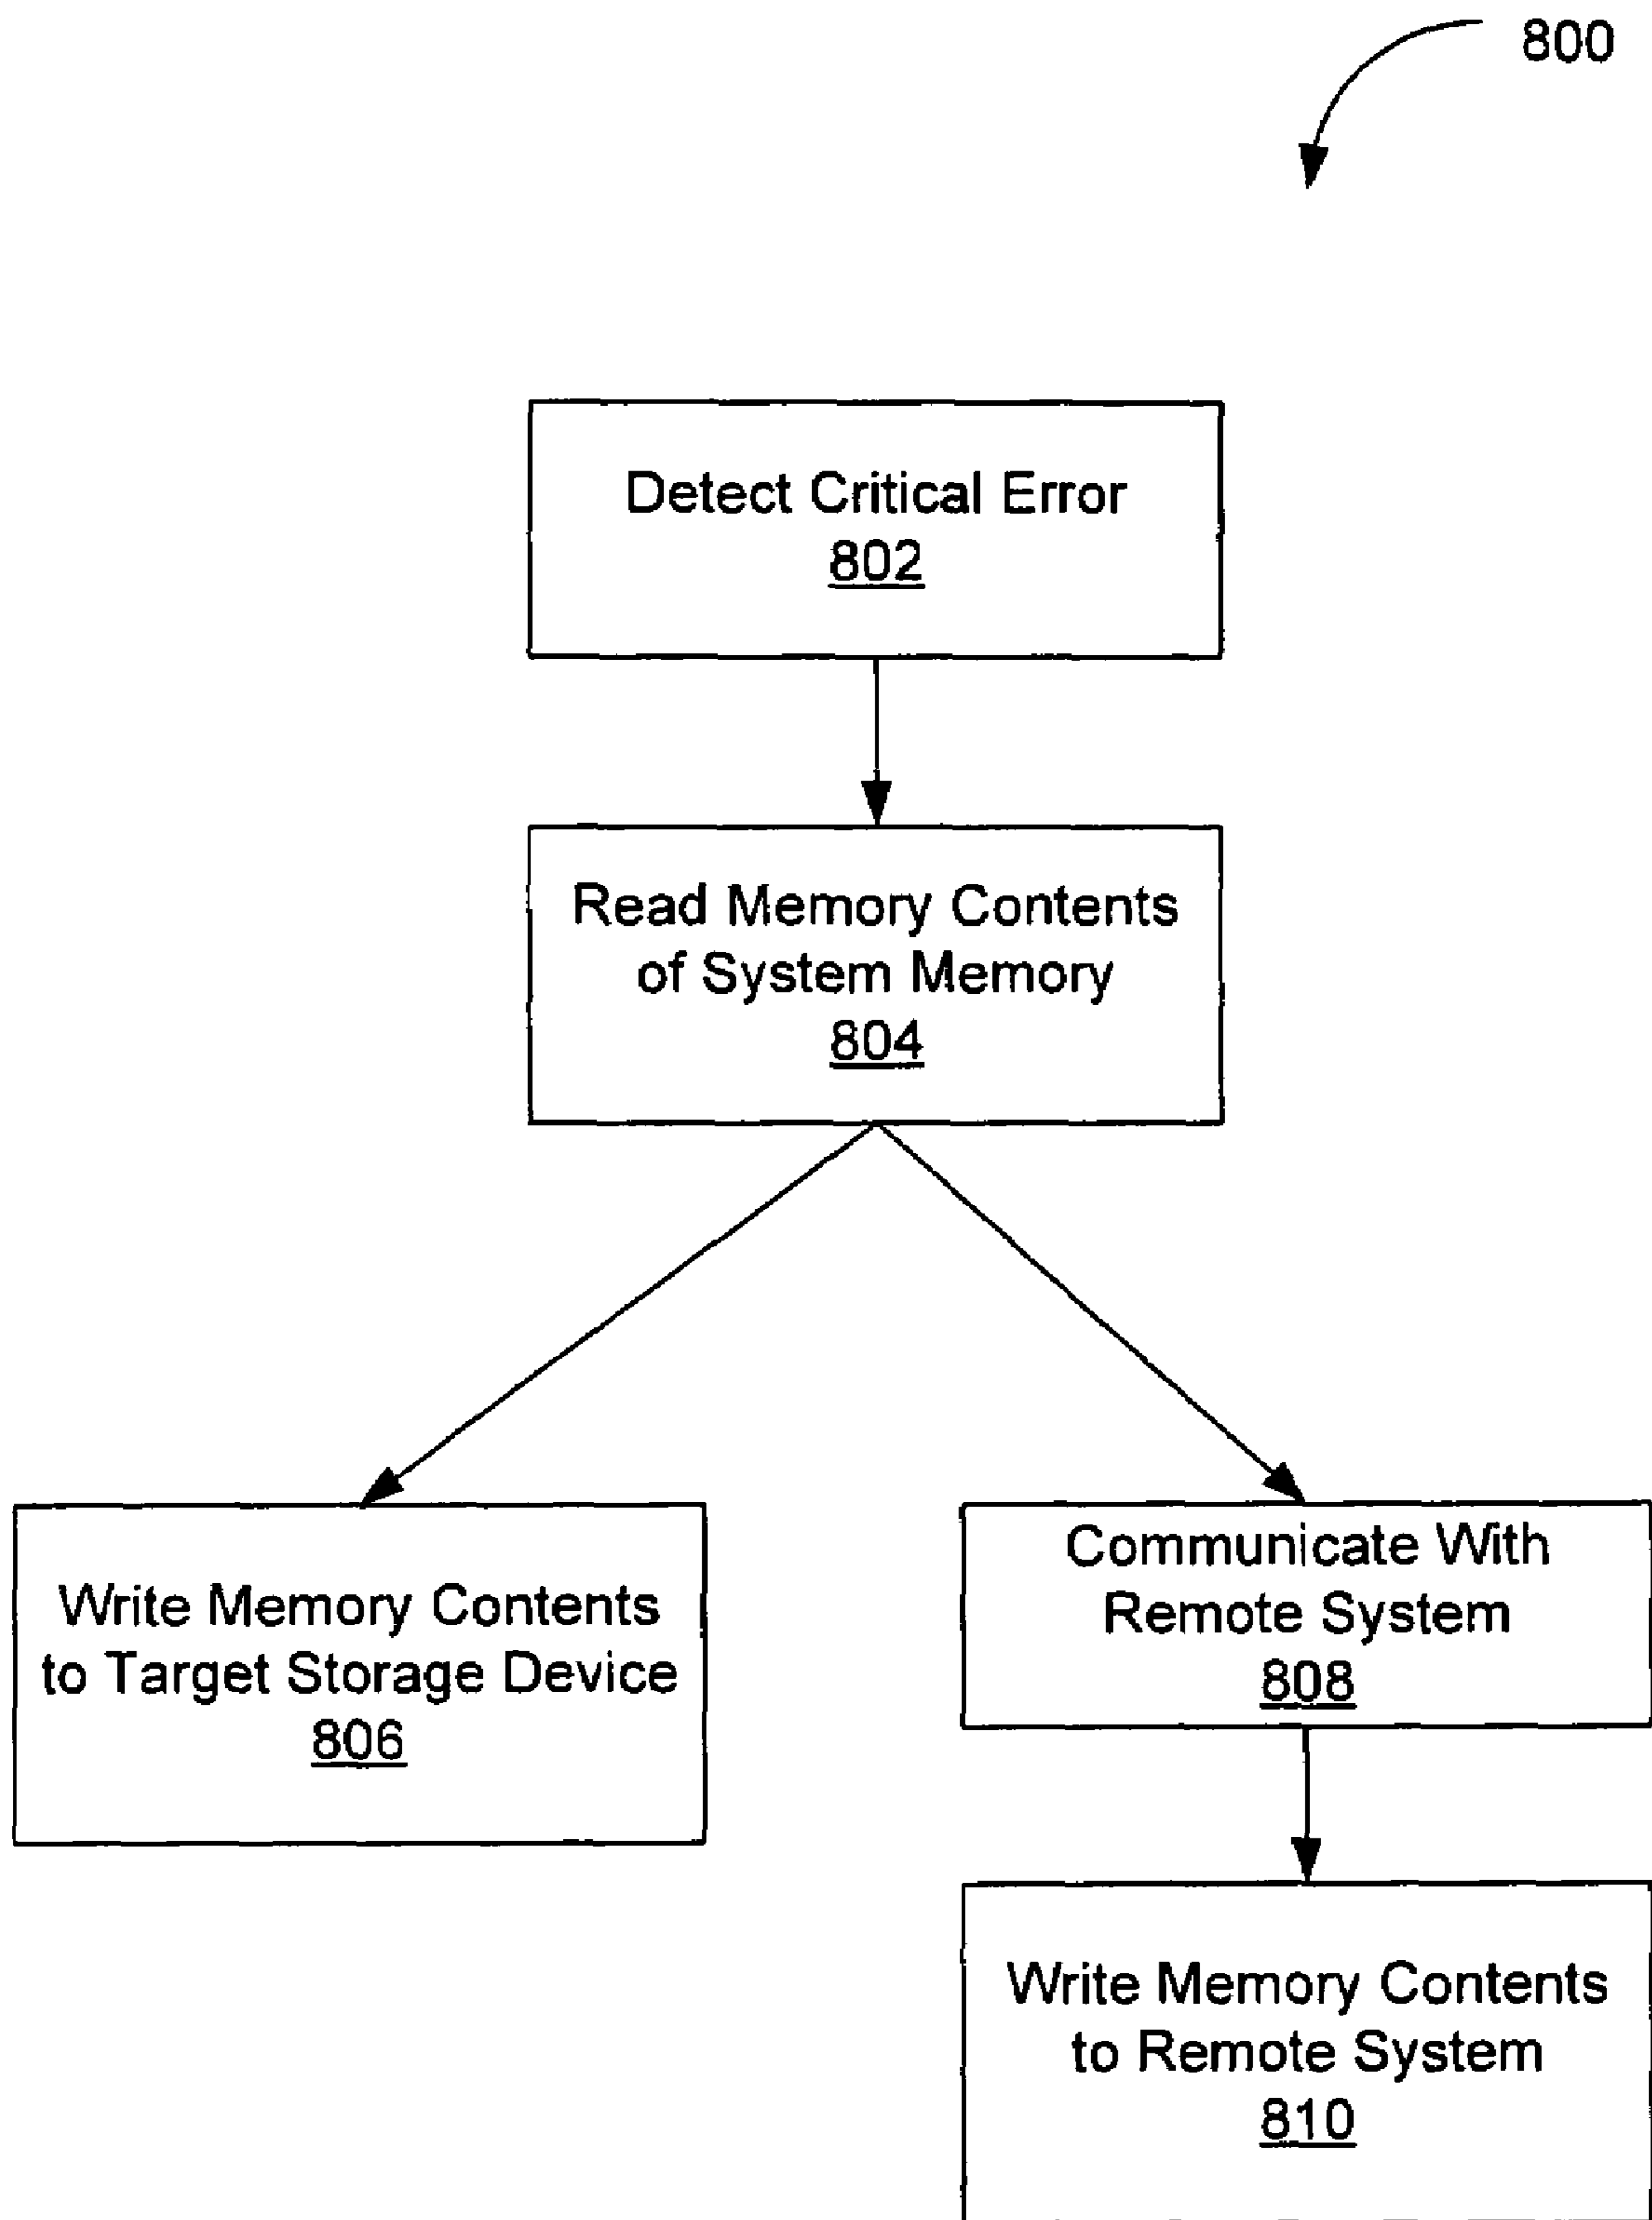 800
Detect Critical Error
802
Read Memory Contents
of System Memory
804
Write Memory Contents
to Target Storage Device
806
Communicate With
Remote System
808
Write Memory Contents
to Remote System
810